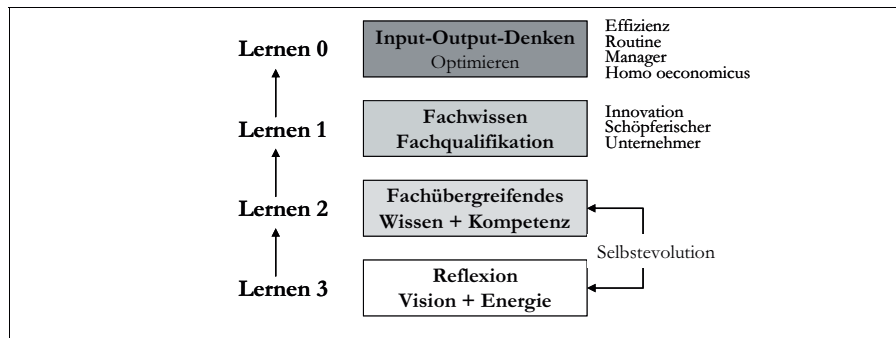 Lernen 0
Input-Output-Denken
Optimieren
Effizienz
Routine
Manager
Homo oeconomicus
Lernen 1
Fachwissen
Fachqualifikation
Innovation
Schöpferischer
Unternehmer
Lernen 2
Fachübergreifendes
Wissen + Kompetenz
Selbstevolution
Lernen 3
Reflexion
Vision + Energie